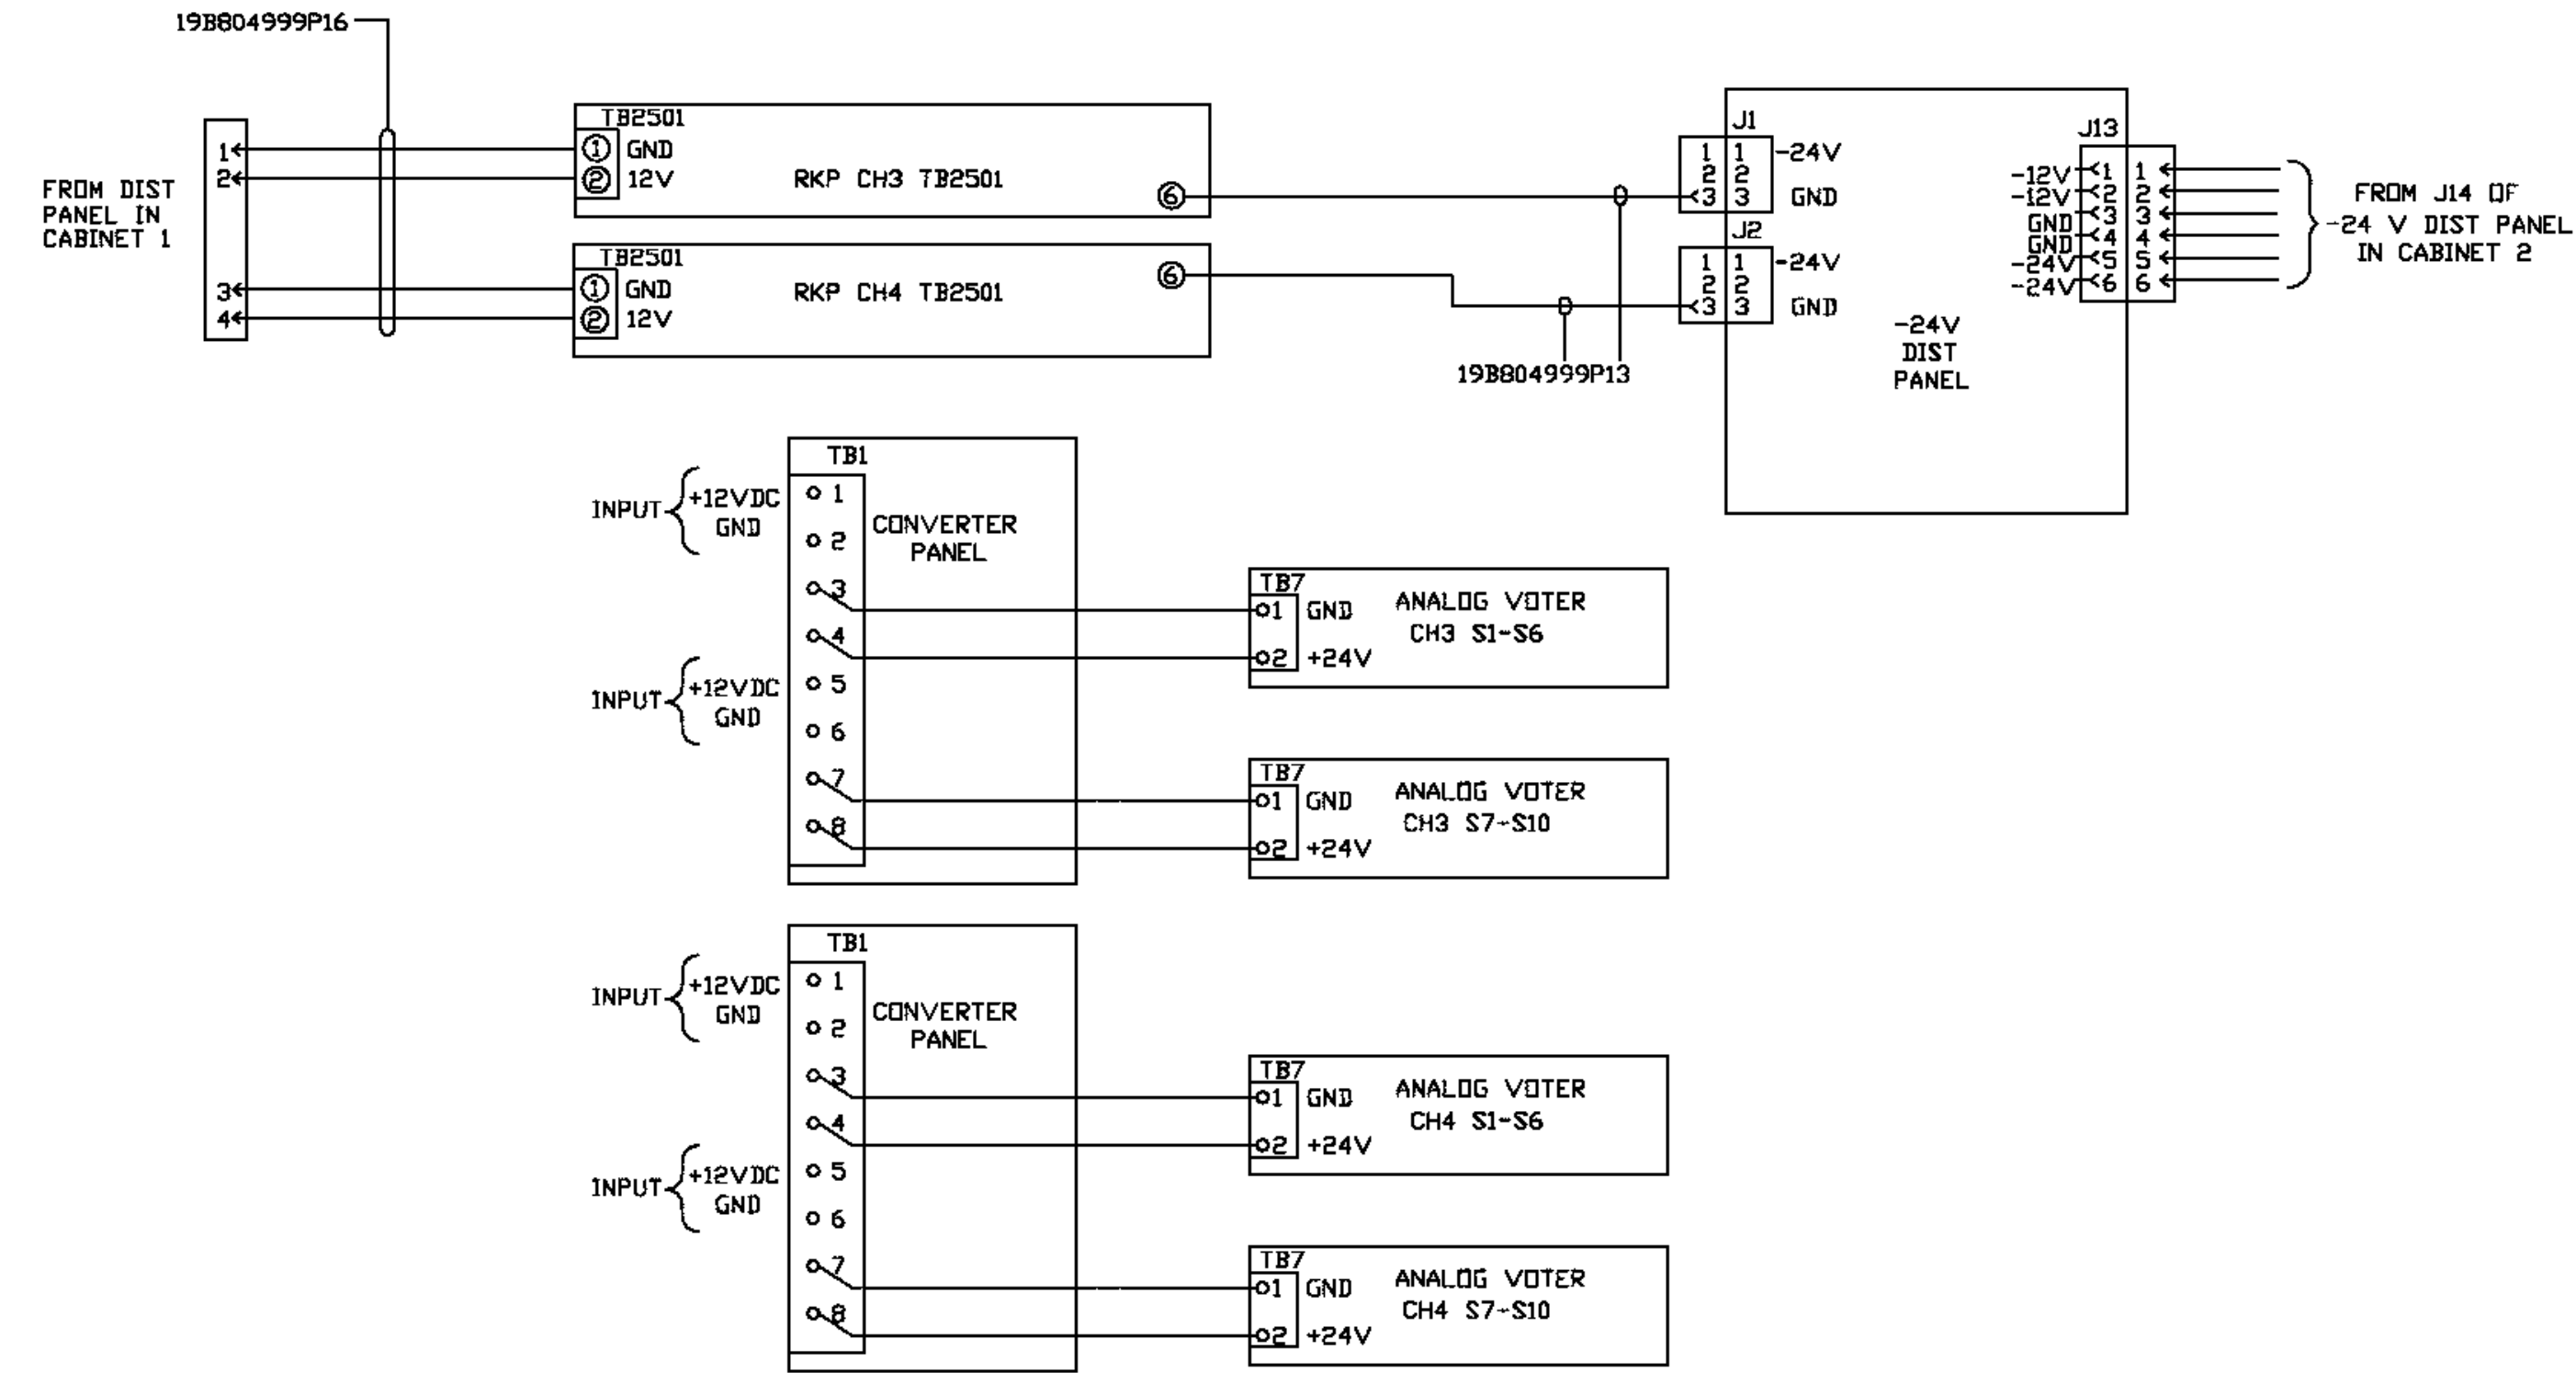 19B804999P16
FROM DIST
PANEL IN
CABINET 1
1
2
3
4
TB2501
1 GND
2 12V
RKP CH3 TB2501
6
TB2501
1 GND
2 12V
RKP CH4 TB2501
6
19B804999P13
J1
1 1 -24V
2 2
3 3 GND
J2
1 1 -24V
2 2
3 3 GND
-24V
DIST
PANEL
J13
-12V 1 1
-12V 2 2
GND 3 3
GND 4 4
-24V 5 5
-24V 6 6
FROM J14 OF
-24 V DIST PANEL
IN CABINET 2
TB1
CONVERTER
PANEL
INPUT +12VDC
GND
1
2
3
4
INPUT +12VDC
GND
5
6
7
8
TB7
1 GND
2 +24V
ANALOG VOTER
CH3 S1-S6
TB7
1 GND
2 +24V
ANALOG VOTER
CH3 S7-S10
TB1
CONVERTER
PANEL
INPUT +12VDC
GND
1
2
3
4
INPUT +12VDC
GND
5
6
7
8
TB7
1 GND
2 +24V
ANALOG VOTER
CH4 S1-S6
TB7
1 GND
2 +24V
ANALOG VOTER
CH4 S7-S10